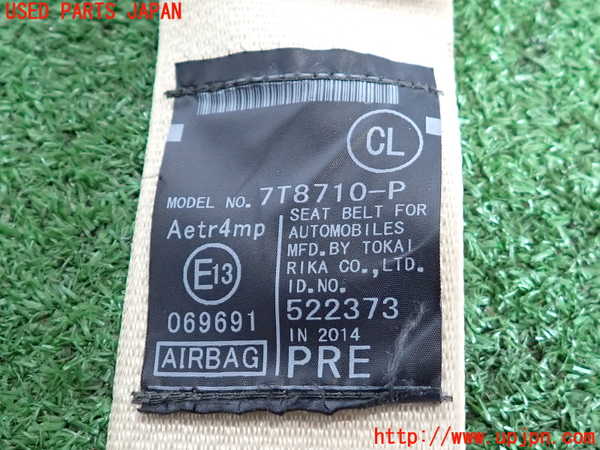 USED PARTS JAPAN
CL
MODEL NO. 7T8710-P
Aetr4mp
E13
069691
AIRBAG
SEAT BELT FOR
AUTOMOBILES
MFD.BY TOKAI
RIKA CO.,LTD.
ID.NO.
522373
IN 2014
PRE
http://www.upjpn.com/